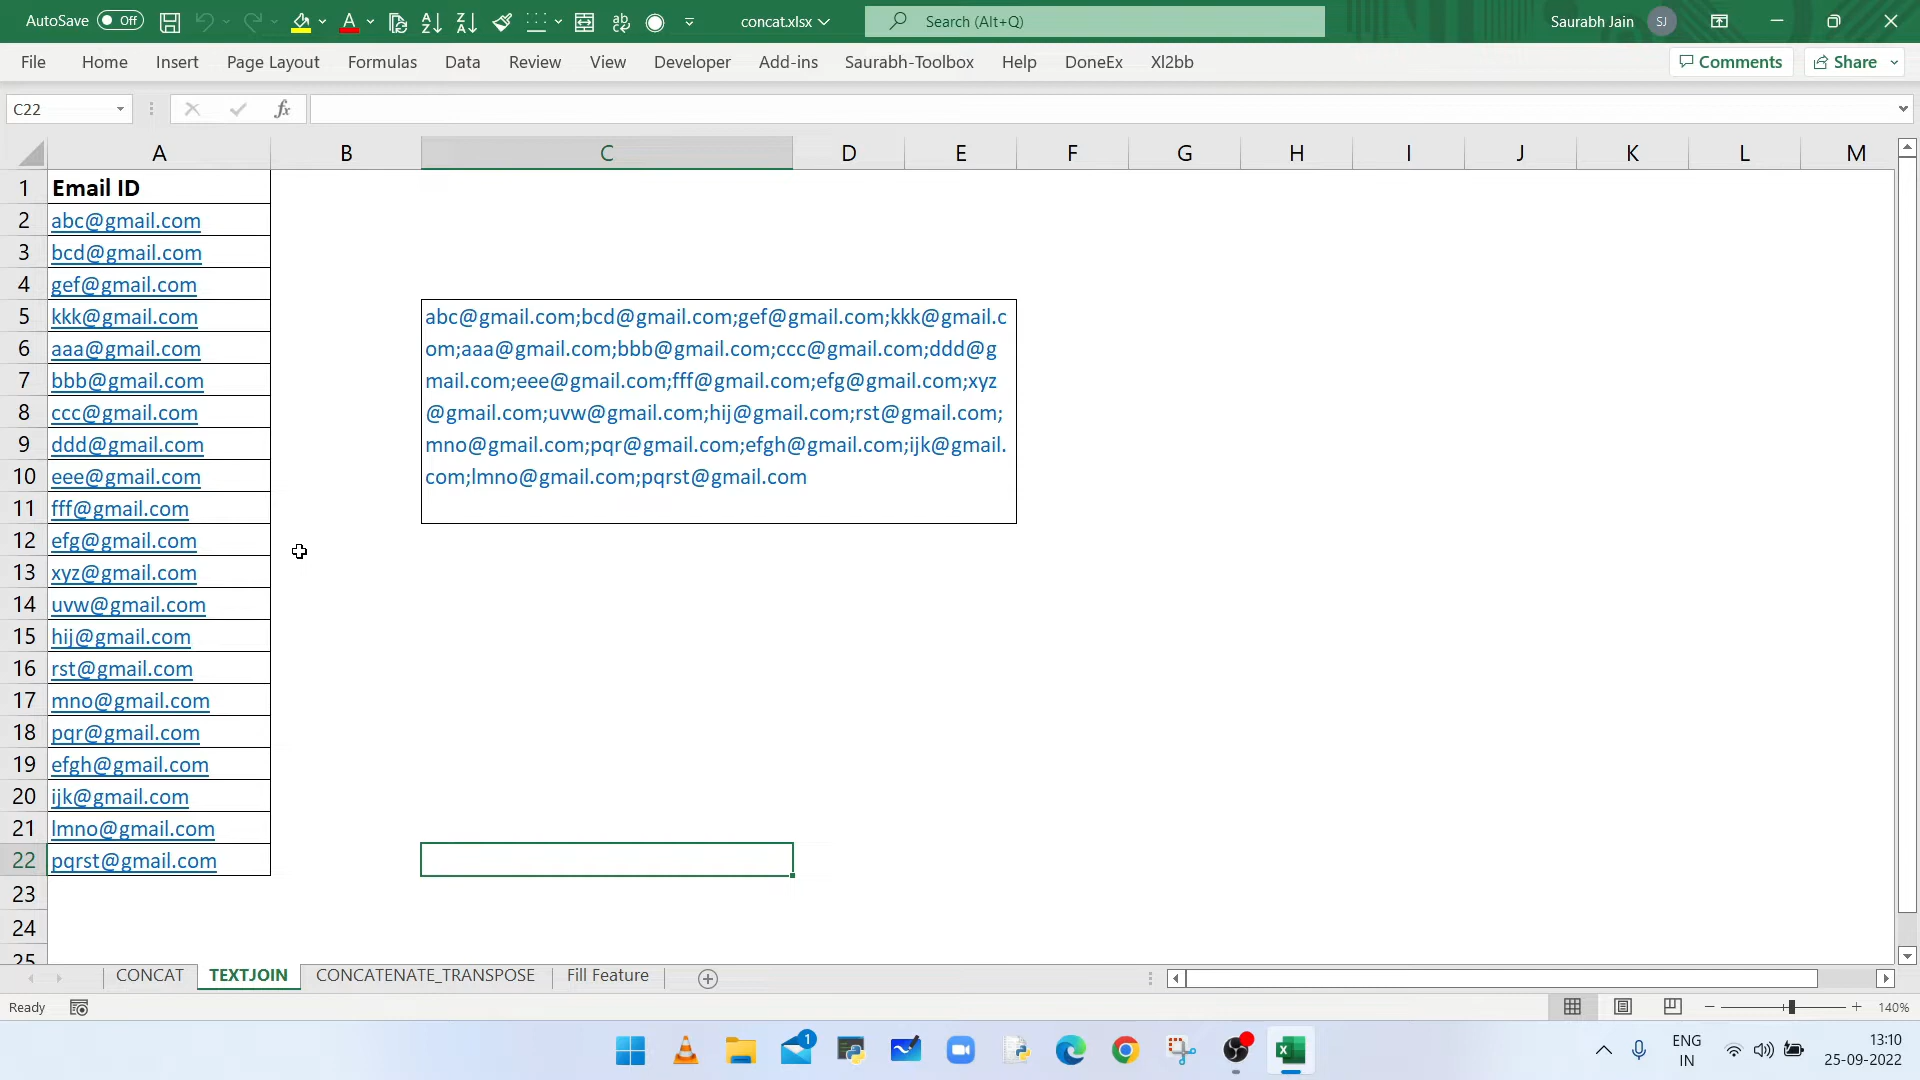 AutoSave Off concat.xlsx Search (Alt+Q) Saurabh Jain SJ
File Home Insert Page Layout Formulas Data Review View Developer Add-ins Saurabh-Toolbox Help DoneEx Xl2bb Comments Share
C22 fx
A B C D E F G H I J K L M
1 Email ID
2 abc@gmail.com
3 bcd@gmail.com
4 gef@gmail.com
5 kkk@gmail.com
6 aaa@gmail.com
7 bbb@gmail.com
8 ccc@gmail.com
9 ddd@gmail.com
10 eee@gmail.com
11 fff@gmail.com
12 efg@gmail.com
13 xyz@gmail.com
14 uvw@gmail.com
15 hij@gmail.com
16 rst@gmail.com
17 mno@gmail.com
18 pqr@gmail.com
19 efgh@gmail.com
20 ijk@gmail.com
21 lmno@gmail.com
22 pqrst@gmail.com
23
24
25
abc@gmail.com;bcd@gmail.com;gef@gmail.com;kkk@gmail.c
om;aaa@gmail.com;bbb@gmail.com;ccc@gmail.com;ddd@g
mail.com;eee@gmail.com;fff@gmail.com;efg@gmail.com;xyz
@gmail.com;uvw@gmail.com;hij@gmail.com;rst@gmail.com;
mno@gmail.com;pqr@gmail.com;efgh@gmail.com;ijk@gmail.
com;lmno@gmail.com;pqrst@gmail.com
CONCAT TEXTJOIN CONCATENATE_TRANSPOSE Fill Feature
Ready 140%
1 ENG 13:10
IN 25-09-2022